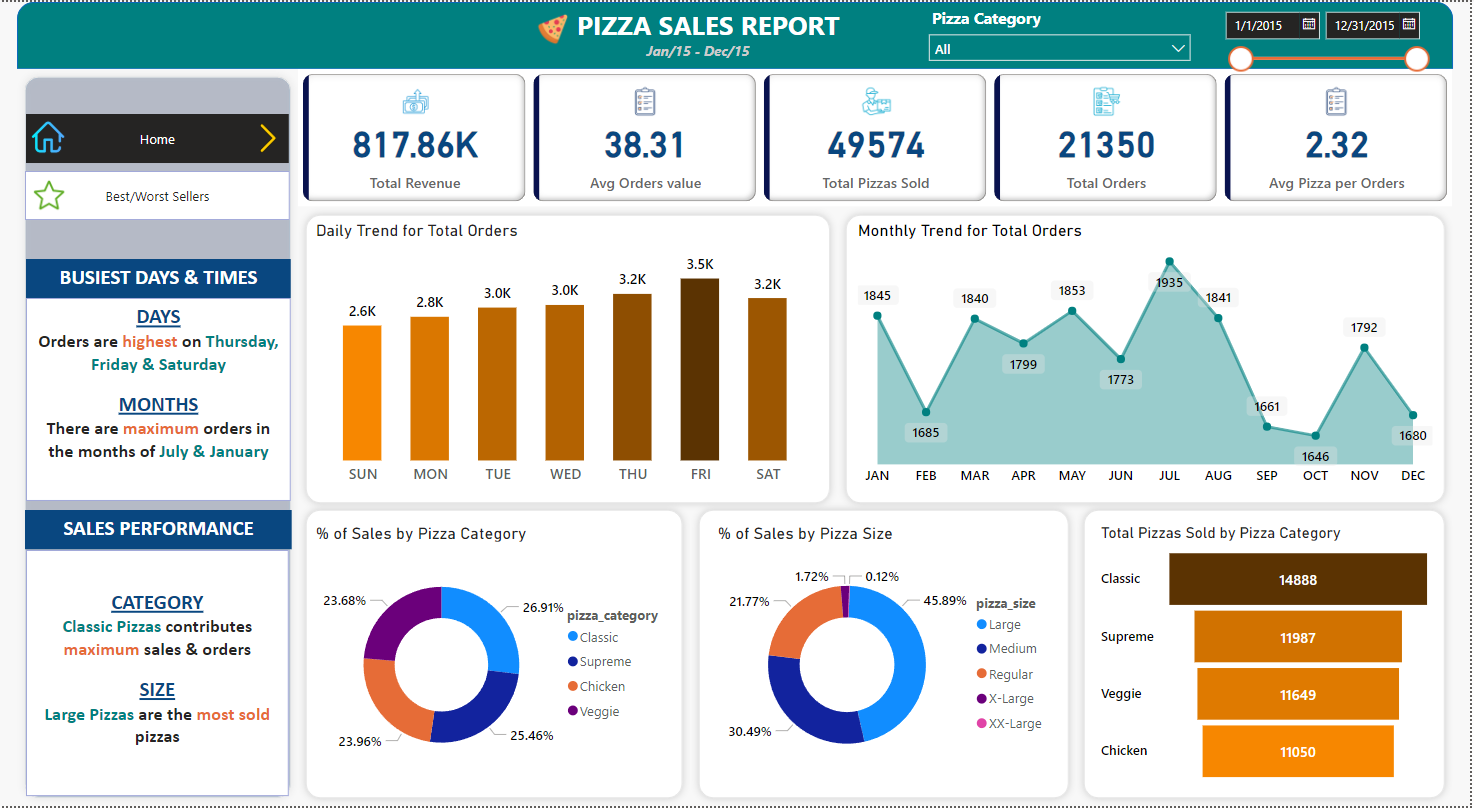 PIZZA SALES REPORT
Jan/15 - Dec/15
Pizza Category
All
1/1/2015
12/31/2015
Home
Best/Worst Sellers
817.86K
Total Revenue
38.31
Avg Orders value
49574
Total Pizzas Sold
21350
Total Orders
2.32
Avg Pizza per Orders
BUSIEST DAYS & TIMES
DAYS
Orders are highest on Thursday,
Friday & Saturday
MONTHS
There are maximum orders in
the months of July & January
SALES PERFORMANCE
CATEGORY
Classic Pizzas contributes
maximum sales & orders
SIZE
Large Pizzas are the most sold
pizzas
Daily Trend for Total Orders
2.6K
2.8K
3.0K
3.0K
3.2K
3.5K
3.2K
SUN MON TUE WED THU FRI SAT
Monthly Trend for Total Orders
1845
1685
1840
1799
1853
1773
1935
1841
1661
1646
1792
1680
JAN FEB MAR APR MAY JUN JUL AUG SEP OCT NOV DEC
% of Sales by Pizza Category
23.68%
26.91%
23.96%
25.46%
pizza_category
Classic
Supreme
Chicken
Veggie
% of Sales by Pizza Size
1.72%
0.12%
21.77%
45.89%
30.49%
pizza_size
Large
Medium
Regular
X-Large
XX-Large
Total Pizzas Sold by Pizza Category
Classic 14888
Supreme 11987
Veggie 11649
Chicken 11050